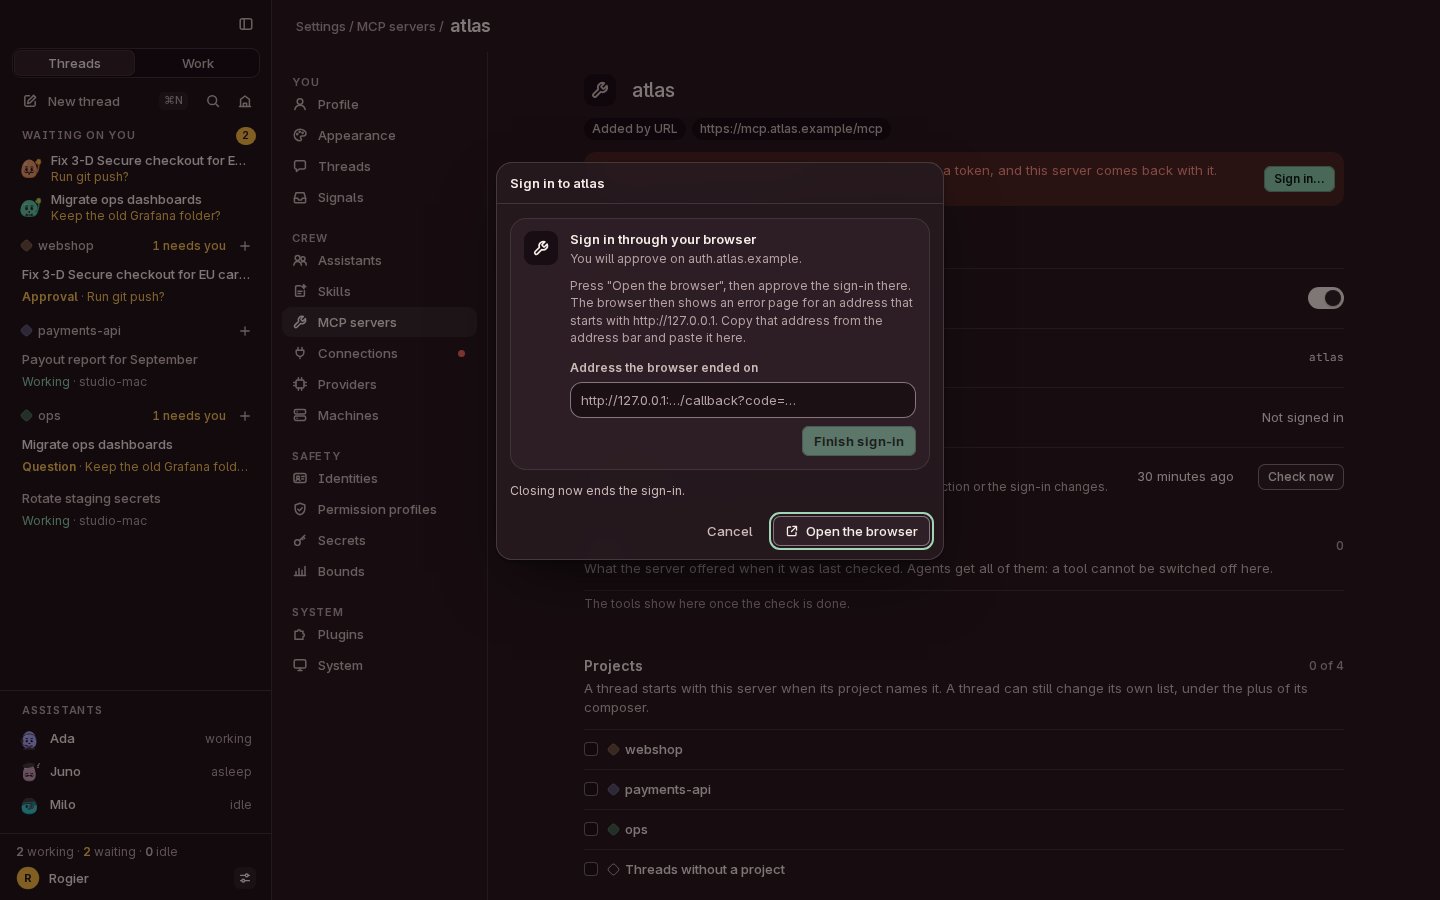 Threads
Work
New thread
⌘N
WAITING ON YOU
2
Fix 3-D Secure checkout for E…
Run git push?
Migrate ops dashboards
Keep the old Grafana folder?
webshop
1 needs you
Fix 3-D Secure checkout for EU car…
Approval · Run git push?
payments-api
Payout report for September
Working · studio-mac
ops
1 needs you
Migrate ops dashboards
Question · Keep the old Grafana fold…
Rotate staging secrets
Working · studio-mac
ASSISTANTS
Ada
working
Juno
asleep
Milo
idle
2 working · 2 waiting · 0 idle
R
Rogier
Settings / MCP servers / atlas
YOU
Profile
Appearance
Threads
Signals
CREW
Assistants
Skills
MCP servers
Connections
Providers
Machines
SAFETY
Identities
Permission profiles
Secrets
Bounds
SYSTEM
Plugins
System
atlas
Added by URL
https://mcp.atlas.example/mcp
a token, and this server comes back with it.
Sign in…
atlas
Not signed in
ction or the sign-in changes.
30 minutes ago
Check now
0
What the server offered when it was last checked. Agents get all of them: a tool cannot be switched off here.
The tools show here once the check is done.
Projects
0 of 4
A thread starts with this server when its project names it. A thread can still change its own list, under the plus of its
composer.
webshop
payments-api
ops
Threads without a project
Sign in to atlas
Sign in through your browser
You will approve on auth.atlas.example.
Press "Open the browser", then approve the sign-in there.
The browser then shows an error page for an address that
starts with http://127.0.0.1. Copy that address from the
address bar and paste it here.
Address the browser ended on
http://127.0.0.1:…/callback?code=…
Finish sign-in
Closing now ends the sign-in.
Cancel
Open the browser